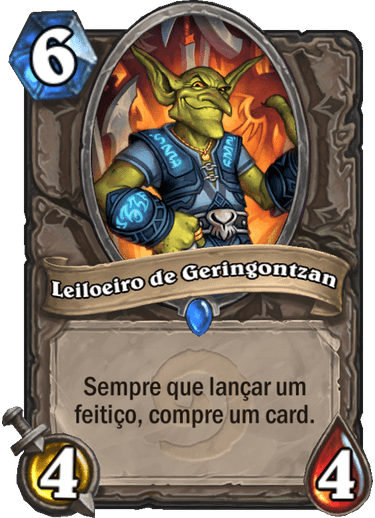 6
Leiloeiro de Geringontzan
Sempre que lançar um
feitiço, compre um card.
4
4